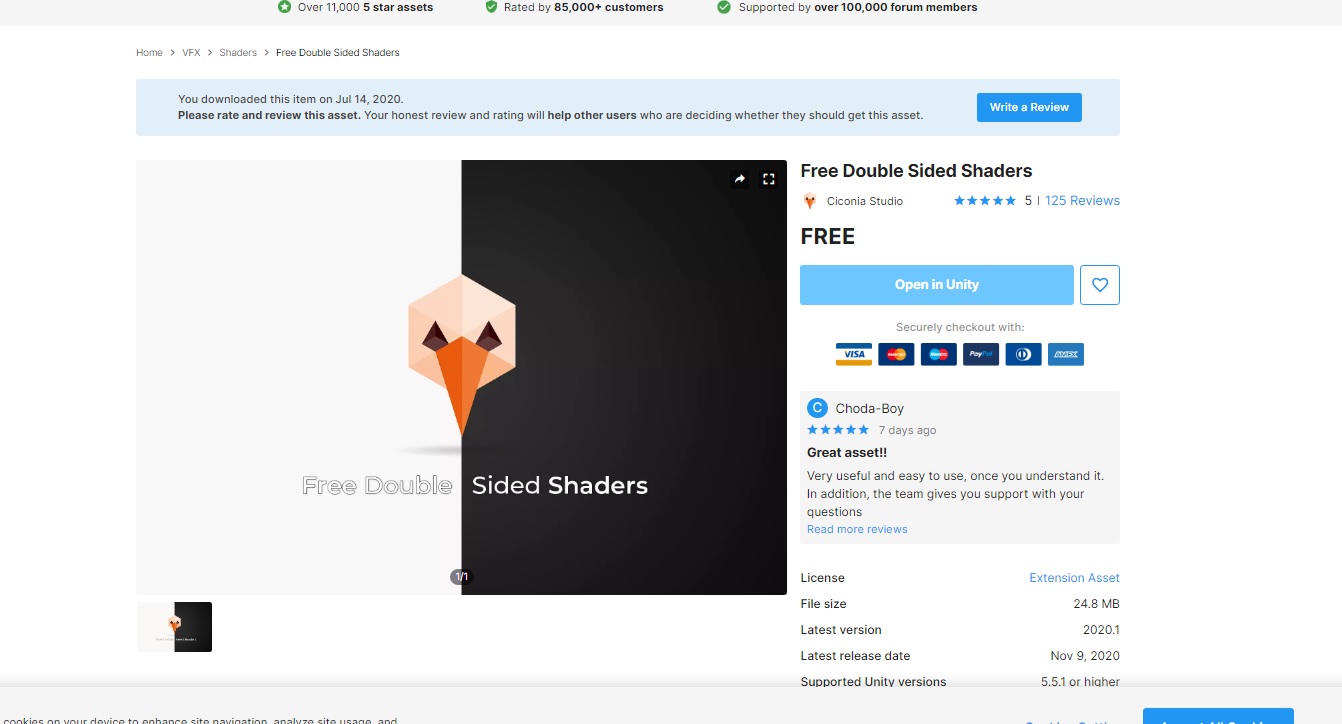 Over 11,000 5 star assets
Rated by 85,000+ customers
Supported by over 100,000 forum members
Home > VFX > Shaders > Free Double Sided Shaders
You downloaded this item on Jul 14, 2020.
Please rate and review this asset. Your honest review and rating will help other users who are deciding whether they should get this asset.
Write a Review
Free Double Sided Shaders
1/1
Free Double Sided Shaders
Ciconia Studio
5 | 125 Reviews
FREE
Open in Unity
Securely checkout with:
VISA
PayPal
AMEX
C Choda-Boy
7 days ago
Great asset!!
Very useful and easy to use, once you understand it.
In addition, the team gives you support with your
questions
Read more reviews
License Extension Asset
File size 24.8 MB
Latest version 2020.1
Latest release date Nov 9, 2020
Supported Unity versions 5.5.1 or higher
cookies on your device to enhance site navigation, analyze site usage, and